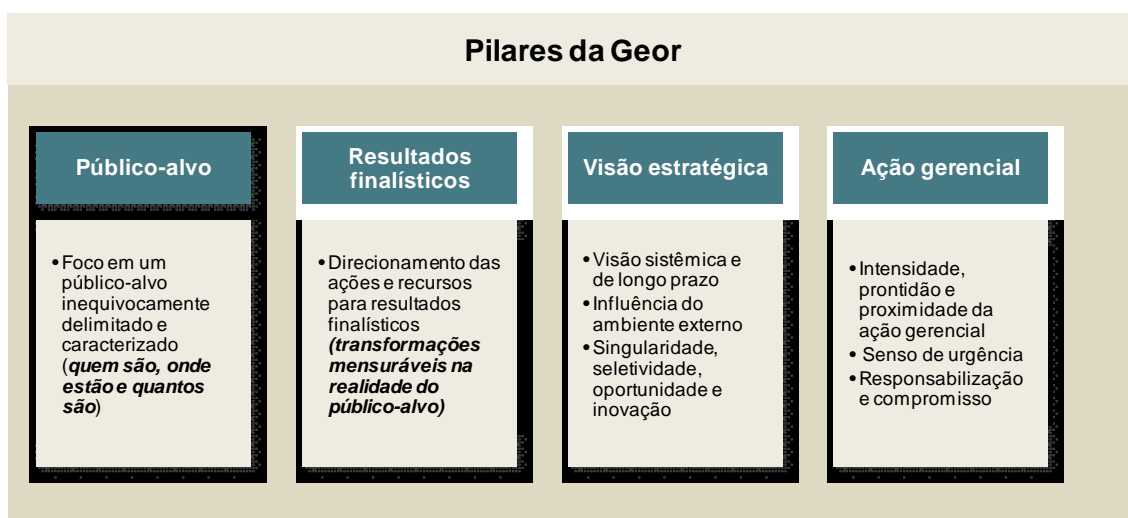 Pilares da Geor
Público-alvo
• Foco em um
público-alvo
inequivocamente
delimitado e
caracterizado
(quem são, onde
estão e quantos
são)
Resultados
finalísticos
• Direcionamento das
ações e recursos
para resultados
finalísticos
(transformações
mensuráveis na
realidade do
público-alvo)
Visão estratégica
• Visão sistêmica e
de longo prazo
• Influência do
ambiente externo
• Singularidade,
seletividade,
oportunidade e
inovação
Ação gerencial
• Intensidade,
prontidão e
proximidade da
ação gerencial
• Senso de urgência
• Responsabilização
e compromisso